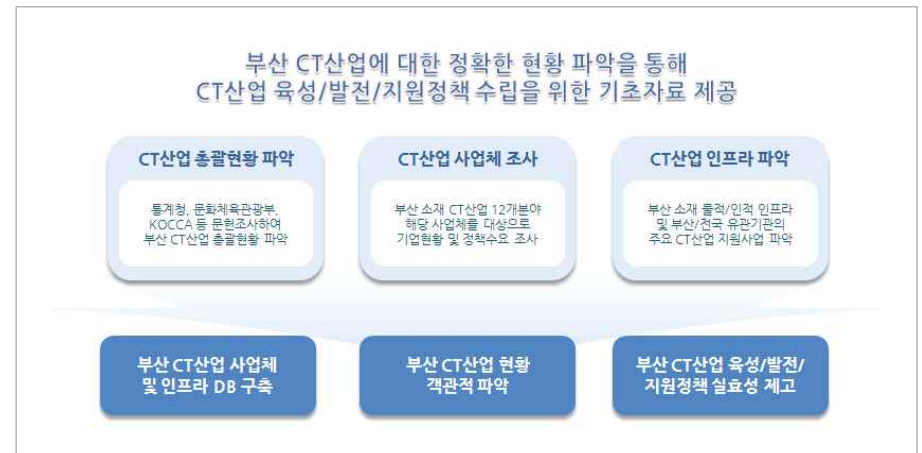 부산 CT산업에 대한 정확한 현황 파악을 통해
CT산업 육성/발전/지원정책 수립을 위한 기초자료 제공
CT산업 총괄현황 파악
통계청, 문화체육관광부,
KOCCA 등 문헌조사하여
부산 CT산업 총괄현황 파악
CT산업 사업체 조사
부산 소재 CT산업 12개분야
해당 사업체를 대상으로
기업현황 및 정책수요 조사
CT산업 인프라 파악
부산 소재 물적/인적 인프라
및 부산/전국 유관기관의
주요 CT산업 지원사업 파악
부산 CT산업 사업체
및 인프라 DB 구축
부산 CT산업 현황
객관적 파악
부산 CT산업 육성/발전/
지원정책 실효성 제고